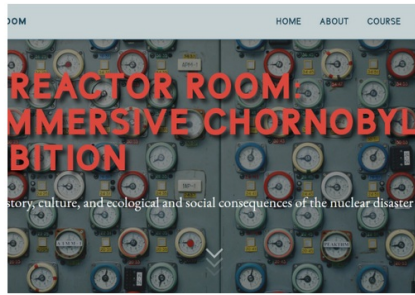 OOM
HOME ABOUT COURSE
REACTOR ROOM:
MMERSIVE CHORNOBYL
BITION
story, culture, and ecological and social consequences of the nuclear disaster